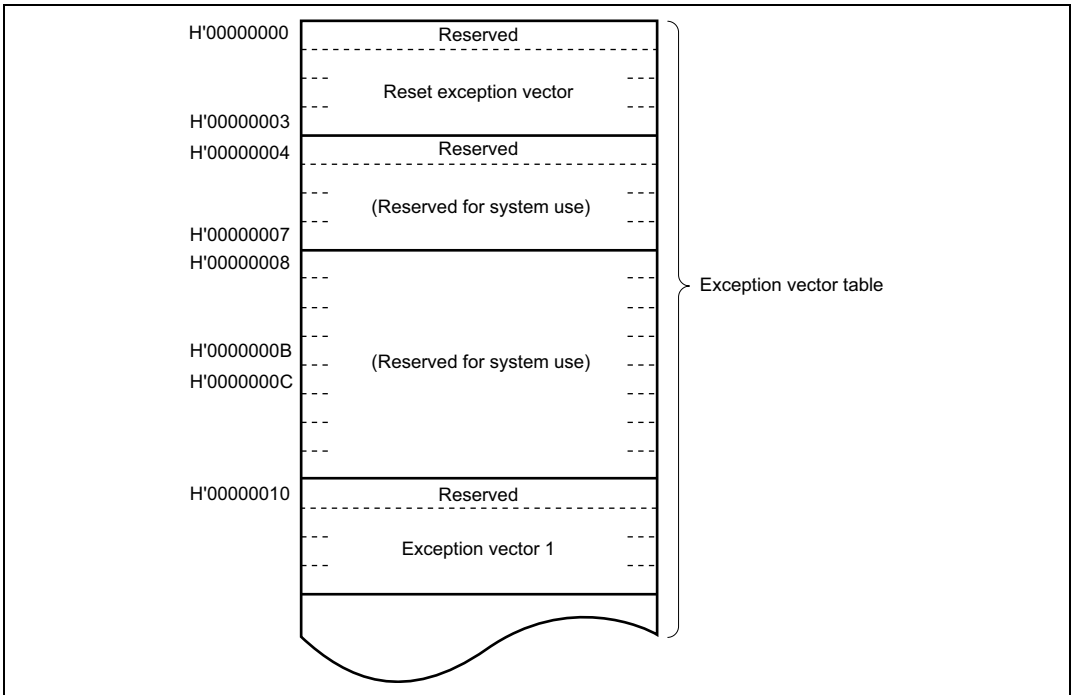 H'00000000
Reserved
Reset exception vector
H'00000003
H'00000004
Reserved
(Reserved for system use)
H'00000007
H'00000008
Exception vector table
H'0000000B
(Reserved for system use)
H'0000000C
H'00000010
Reserved
Exception vector 1